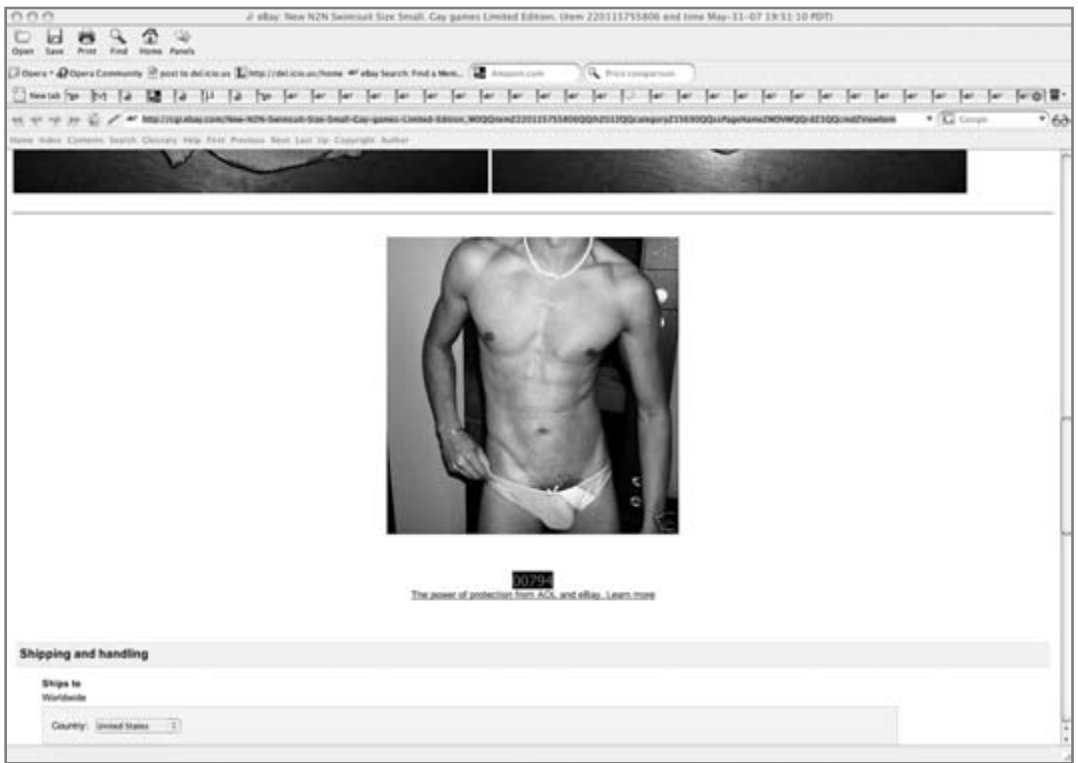 eBay: New N2N Swimsuit Size Small. Gay games Limited Edition. (item 220115755806 end time May-11-07 19:51:10 PDT)
Open Save Print Find Home Panels
Opera Opera Community post to del.icio.us http://del.icio.us/home eBay Search: Find a Mem... Amazon.com Price comparison
New tab
Google
Home Index Contents Search Glossary Help First Previous Next Last Up Copyright Author
00794
The power of protection from AOL and eBay. Learn more
Shipping and handling
Ships to
Worldwide
Country: United States